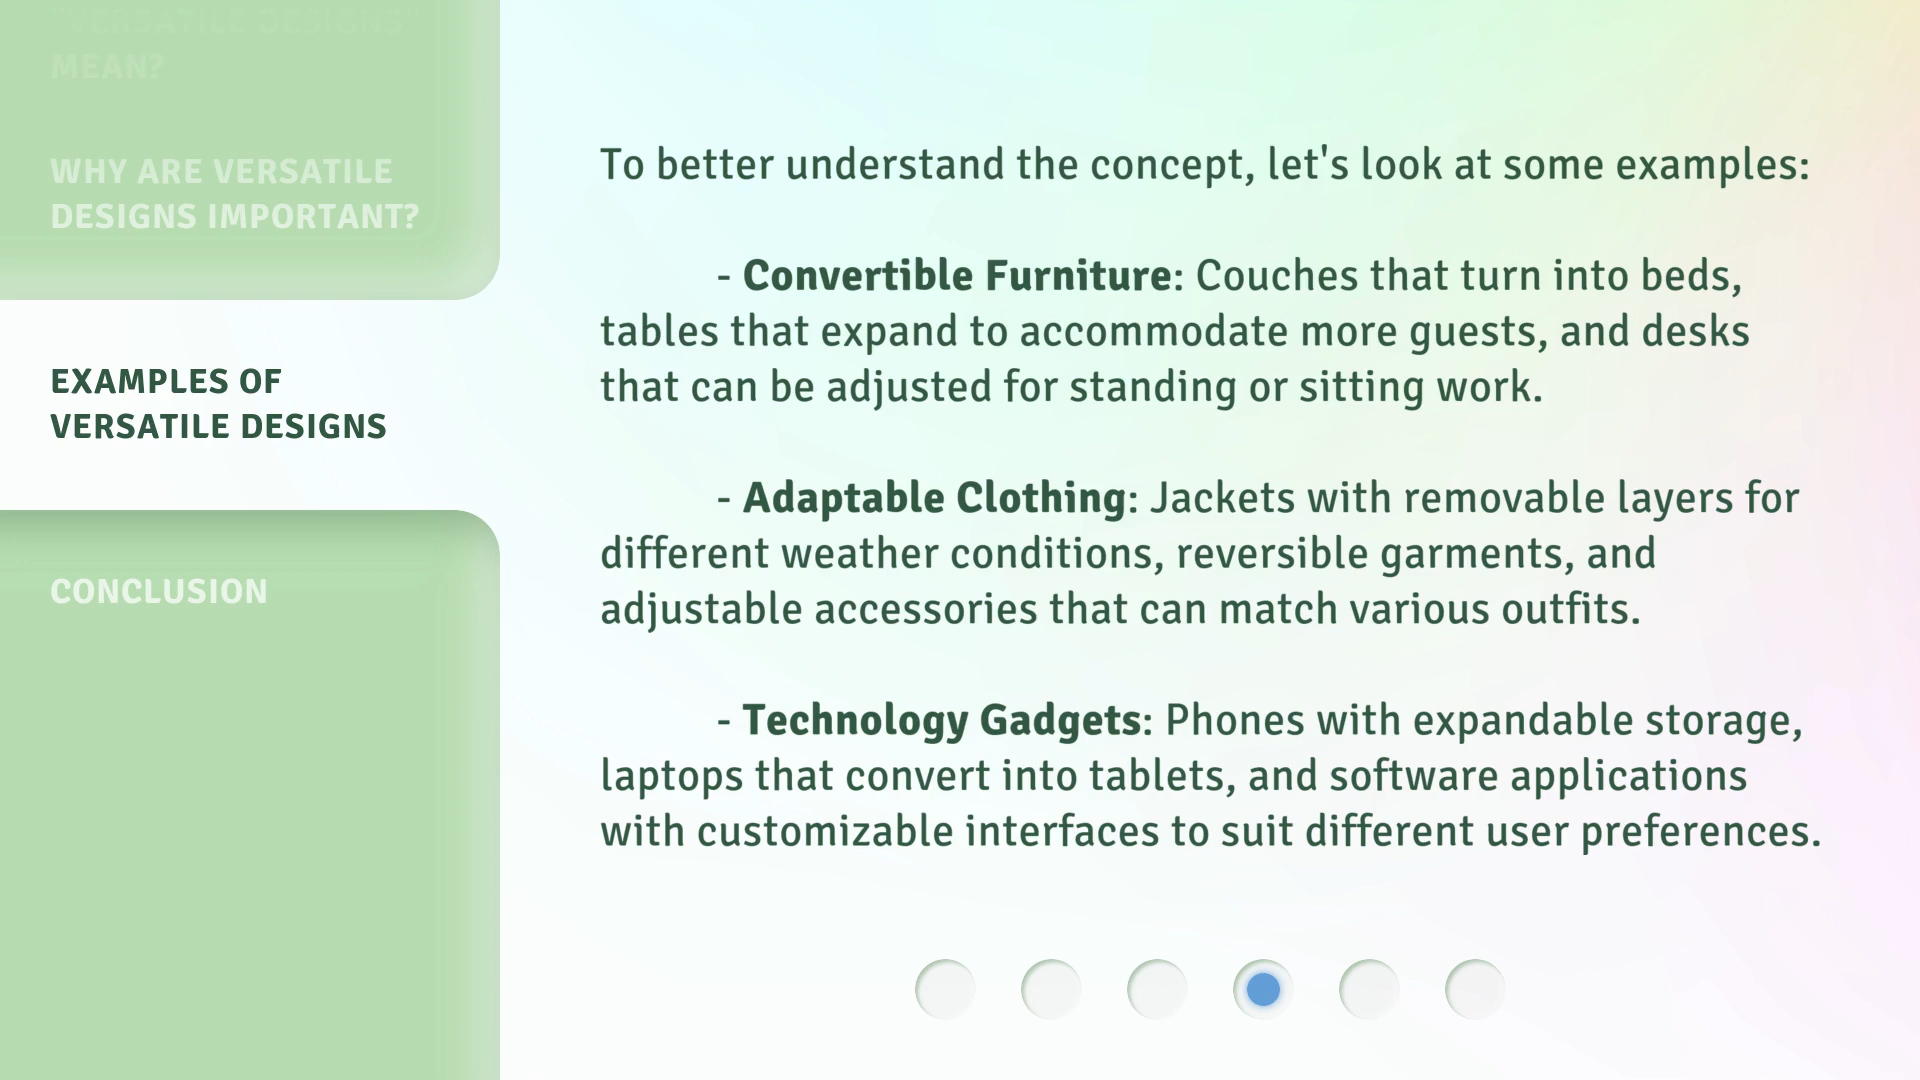 "VERSATILE DESIGNS"
MEAN?
WHY ARE VERSATILE
DESIGNS IMPORTANT?
EXAMPLES OF
VERSATILE DESIGNS
CONCLUSION
To better understand the concept, let's look at some examples:
- Convertible Furniture: Couches that turn into beds,
tables that expand to accommodate more guests, and desks
that can be adjusted for standing or sitting work.
- Adaptable Clothing: Jackets with removable layers for
different weather conditions, reversible garments, and
adjustable accessories that can match various outfits.
- Technology Gadgets: Phones with expandable storage,
laptops that convert into tablets, and software applications
with customizable interfaces to suit different user preferences.